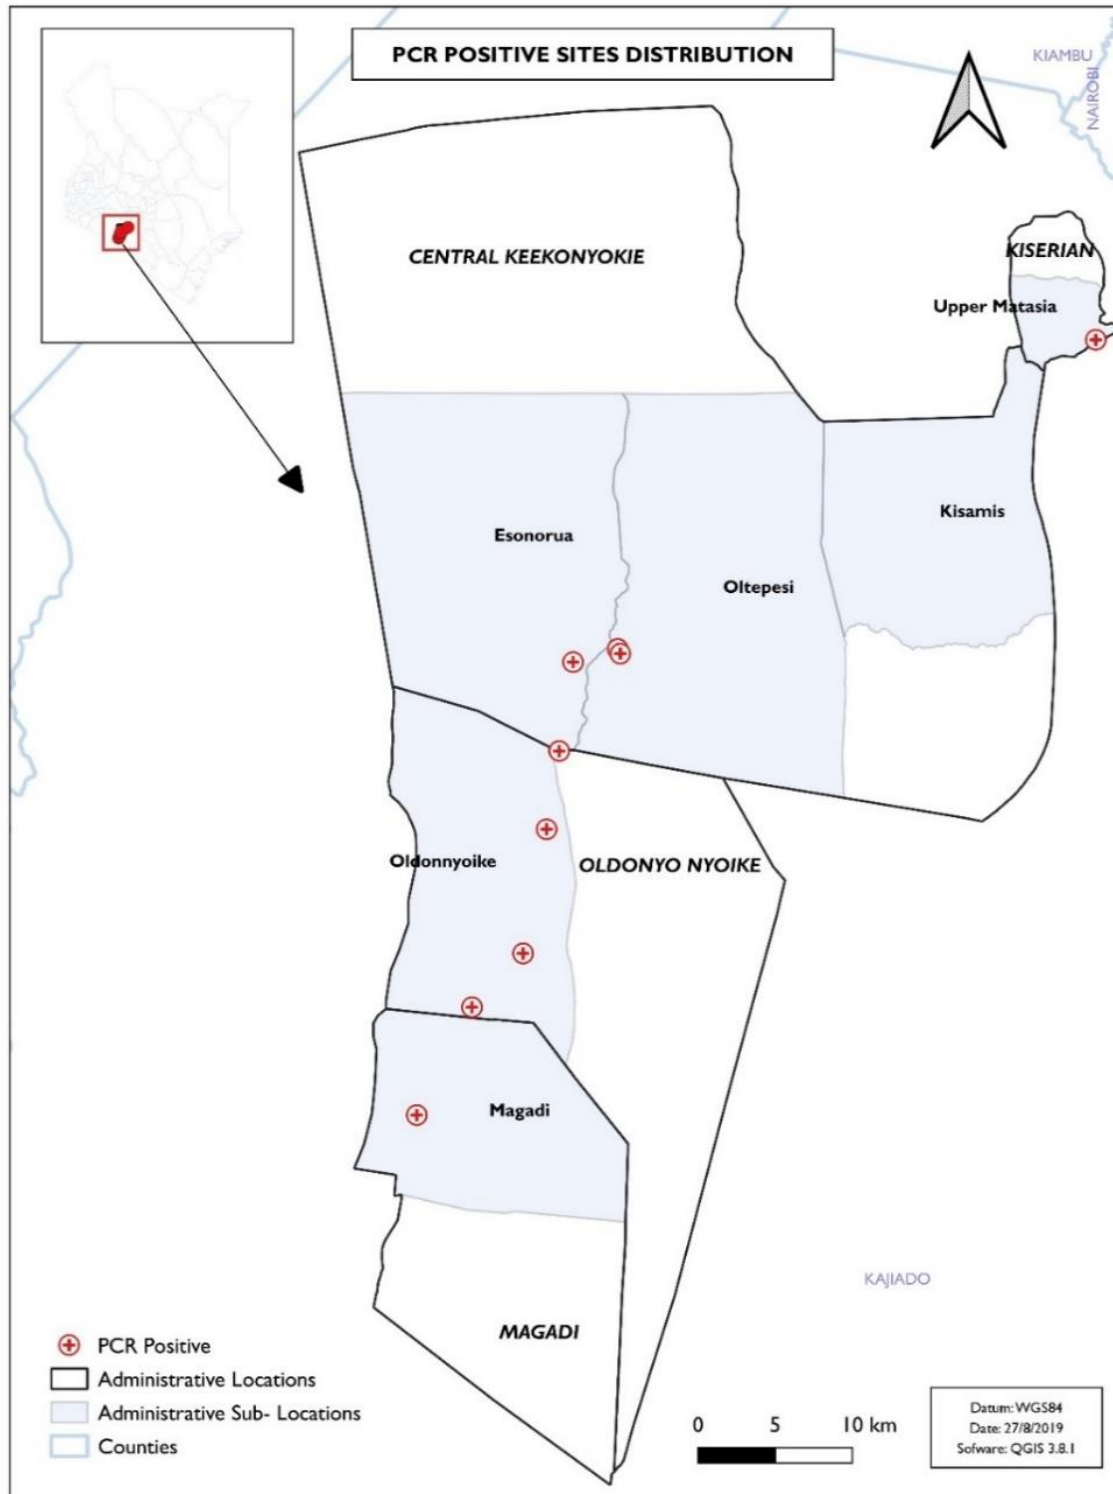 PCR POSITIVE SITES DISTRIBUTION
KIAMBU
NAIROBI
CENTRAL KEEKONYOKIE
KISERIAN
Upper Matasia
Kisamis
Esonorua
Oltepesi
Oldonnyoike
OLDONYO NYOIKE
Magadi
KAJIADO
MAGADI
PCR Positive
Administrative Locations
Administrative Sub- Locations
Counties
0 5 10 km
Datum: WGS84
Date: 27/8/2019
Sofware: QGIS 3.8.1